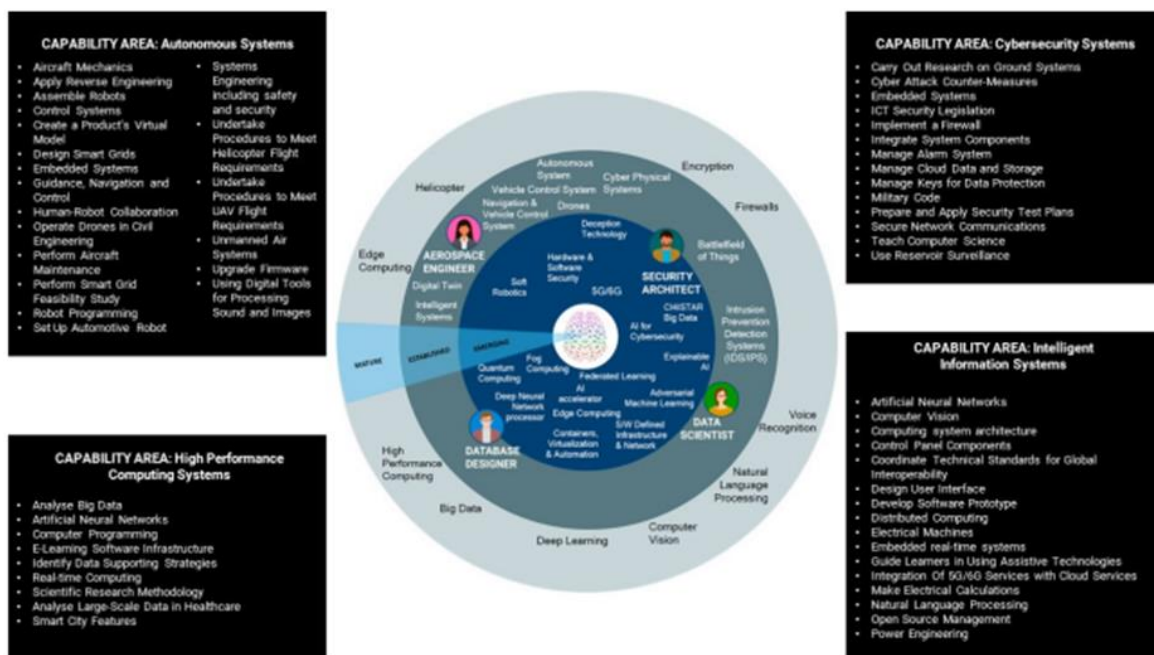 CAPABILITY AREA: Autonomous Systems
• Aircraft Mechanics
• Apply Reverse Engineering
• Assemble Robots
• Control Systems
• Create a Product's Virtual
Model
• Design Smart Grids
• Embedded Systems
• Guidance, Navigation and
Control
• Human-Robot Collaboration
• Operate Drones in Civil
Engineering
• Perform Aircraft
Maintenance
• Perform Smart Grid
Feasibility Study
• Robot Programming
• Set Up Automotive Robot
• Systems
Engineering
including safety
and security
• Undertake
Procedures to Meet
Helicopter Flight
Requirements
• Undertake
Procedures to Meet
UAV Flight
Requirements
• Unmanned Air
Systems
• Upgrade Firmware
• Using Digital Tools
for Processing
Sound and Images
CAPABILITY AREA: Cybersecurity Systems
• Carry Out Research on Ground Systems
• Cyber Attack Counter-Measures
• Embedded Systems
• ICT Security Legislation
• Implement a Firewall
• Integrate System Components
• Manage Alarm System
• Manage Cloud Data and Storage
• Manage Keys for Data Protection
• Military Code
• Prepare and Apply Security Test Plans
• Secure Network Communications
• Teach Computer Science
• Use Reservoir Surveillance
Helicopter
Edge
Computing
Encryption
Firewalls
Autonomous
System
Vehicle Control System
Navigation &
Vehicle Control
System
Drones
Cyber Physical
Systems
AEROSPACE
ENGINEER
Digital Twin
Intelligent
Systems
Deception
Technology
Hardware &
Software
Security
Soft
Robotics
5G/6G
SECURITY
ARCHITECT
Battlefield
of Things
CHISTAR
Big Data
AI for
Cybersecurity
Explainable
AI
Intrusion
Prevention
Detection
Systems
(IDS/IPS)
MATURE
ESTABLISHED
EMERGING
Quantum
Computing
Fog
Computing
Federated Learning
AI
accelerator
Deep Neural
Network
processor
Edge Computing
Adversarial
Machine Learning
Containers,
Virtualization
& Automation
S/W Defined
Infrastructure
& Network
DATABASE
DESIGNER
DATA
SCIENTIST
High
Performance
Computing
Big Data
Deep Learning
Computer
Vision
Natural
Language
Processing
Voice
Recognition
CAPABILITY AREA: High Performance
Computing Systems
• Analyse Big Data
• Artificial Neural Networks
• Computer Programming
• E-Learning Software Infrastructure
• Identify Data Supporting Strategies
• Real-time Computing
• Scientific Research Methodology
• Analyse Large-Scale Data in Healthcare
• Smart City Features
CAPABILITY AREA: Intelligent
Information Systems
• Artificial Neural Networks
• Computer Vision
• Computing system architecture
• Control Panel Components
• Coordinate Technical Standards for Global
Interoperability
• Design User Interface
• Develop Software Prototype
• Distributed Computing
• Electrical Machines
• Embedded real-time systems
• Guide Learners in Using Assistive Technologies
• Integration Of 5G/6G Services with Cloud Services
• Make Electrical Calculations
• Natural Language Processing
• Open Source Management
• Power Engineering